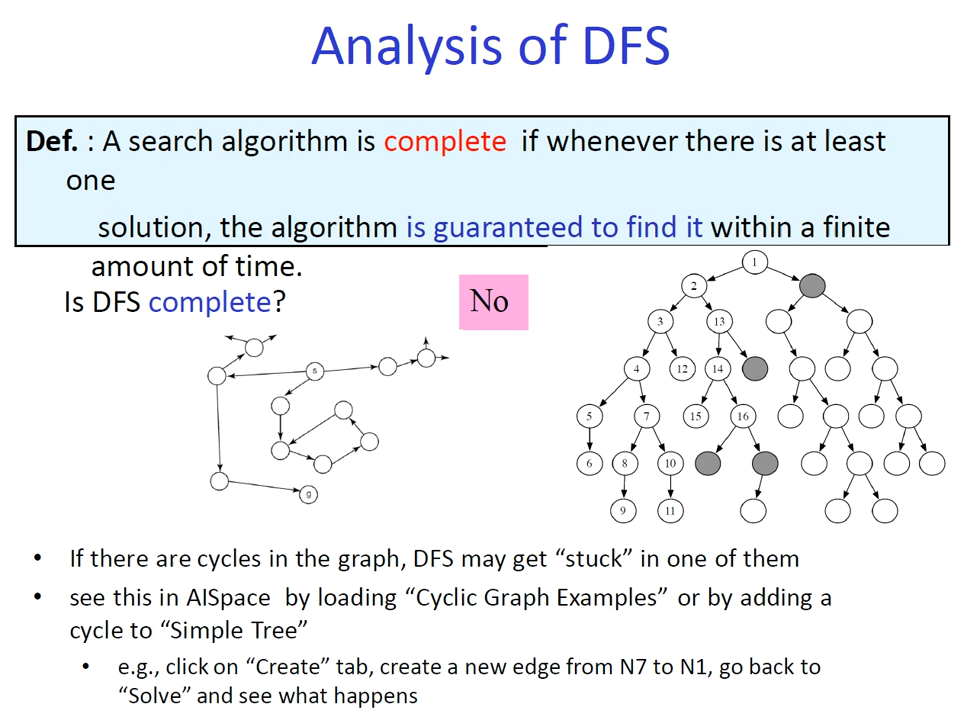 Analysis of DFS
Def. : A search algorithm is complete if whenever there is at least
one
solution, the algorithm is guaranteed to find it within a finite
amount of time.
Is DFS complete?
No
s
g
1
2
3
13
4
12
14
5
7
15
16
6
8
10
9
11
• If there are cycles in the graph, DFS may get “stuck” in one of them
• see this in AISpace by loading “Cyclic Graph Examples” or by adding a
cycle to “Simple Tree”
• e.g., click on “Create” tab, create a new edge from N7 to N1, go back to
“Solve” and see what happens